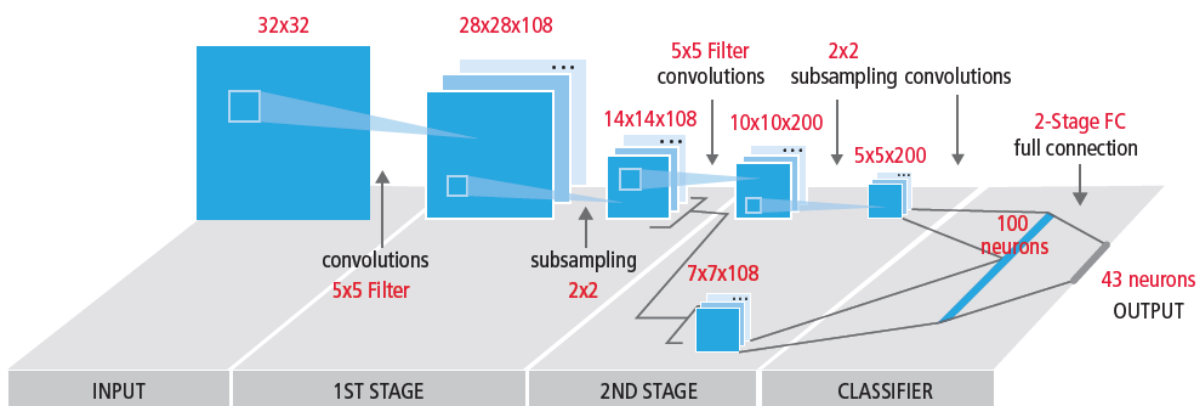 32x32
28x28x108
5x5 Filter
convolutions
2x2
subsampling
convolutions
14x14x108
10x10x200
5x5x200
2-Stage FC
full connection
convolutions
5x5 Filter
subsampling
2x2
7x7x108
100
neurons
43 neurons
OUTPUT
INPUT
1ST STAGE
2ND STAGE
CLASSIFIER